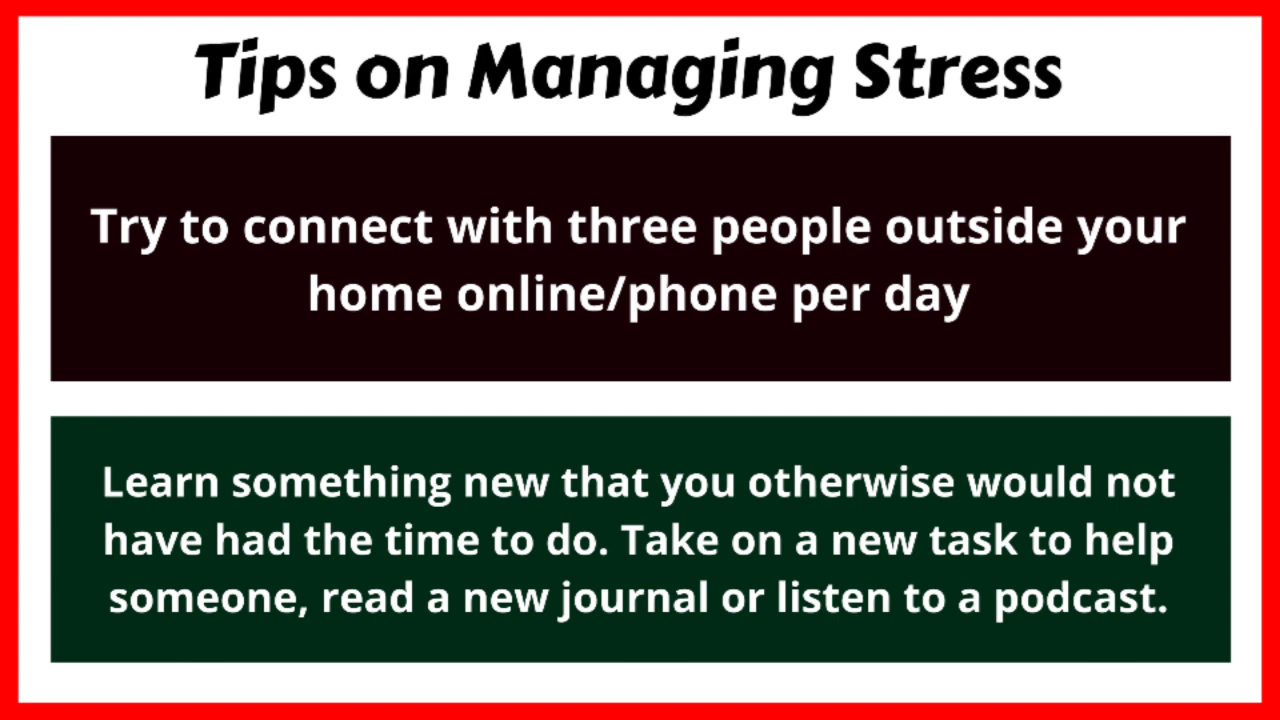 Tips on Managing Stress
Try to connect with three people outside your
home online/phone per day
Learn something new that you otherwise would not
have had the time to do. Take on a new task to help
someone, read a new journal or listen to a podcast.